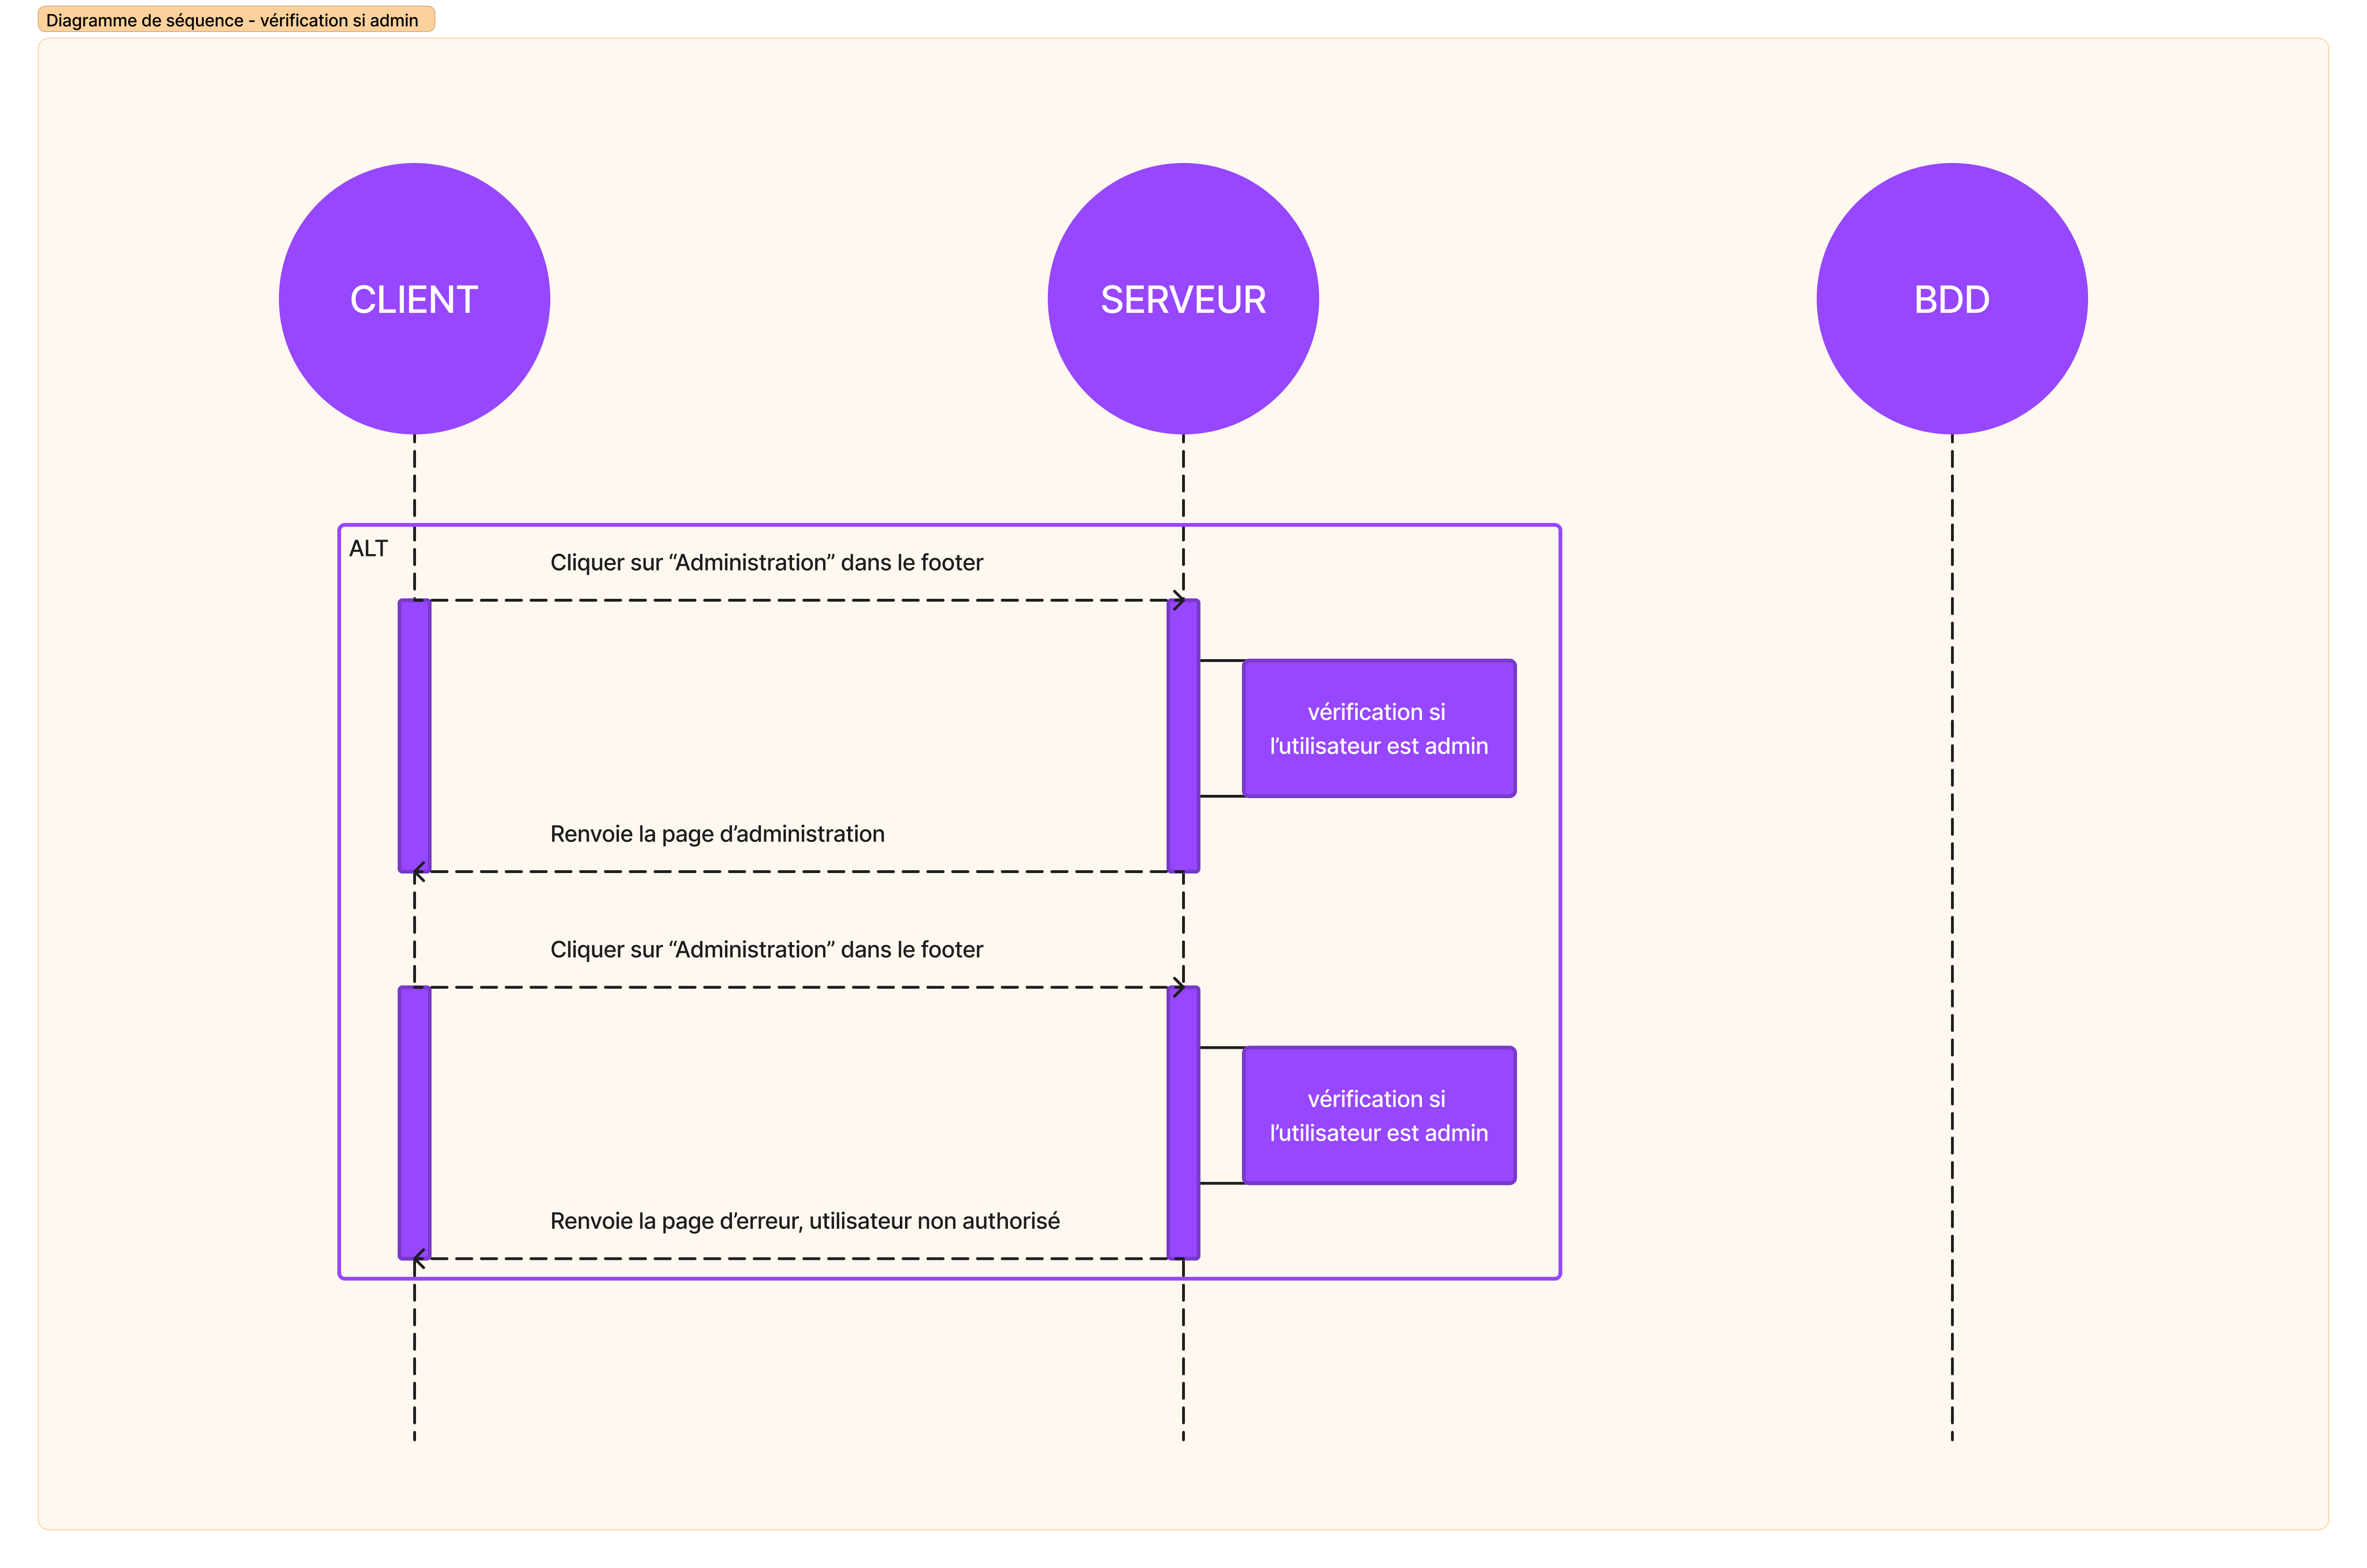 Diagramme de séquence - vérification si admin
CLIENT
SERVEUR
BDD
ALT
Cliquer sur “Administration” dans le footer
vérification si
l’utilisateur est admin
Renvoie la page d’administration
Cliquer sur “Administration” dans le footer
vérification si
l’utilisateur est admin
Renvoie la page d’erreur, utilisateur non authorisé